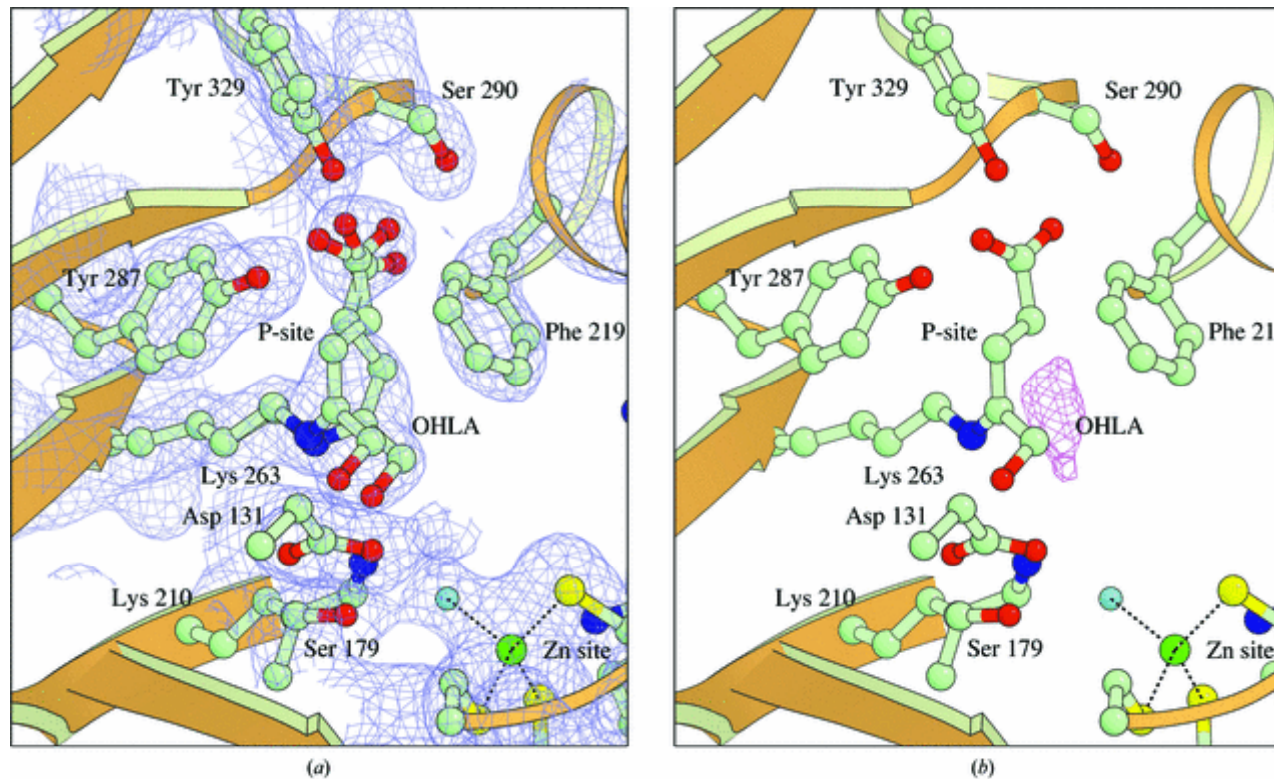 Tyr 329
Ser 290
Tyr 287
P-site
Phe 219
OHLA
Lys 263
Asp 131
Lys 210
Ser 179
Zn site
(a)
Tyr 329
Ser 290
Tyr 287
P-site
Phe 21
OHLA
Lys 263
Asp 131
Lys 210
Ser 179
Zn site
(b)